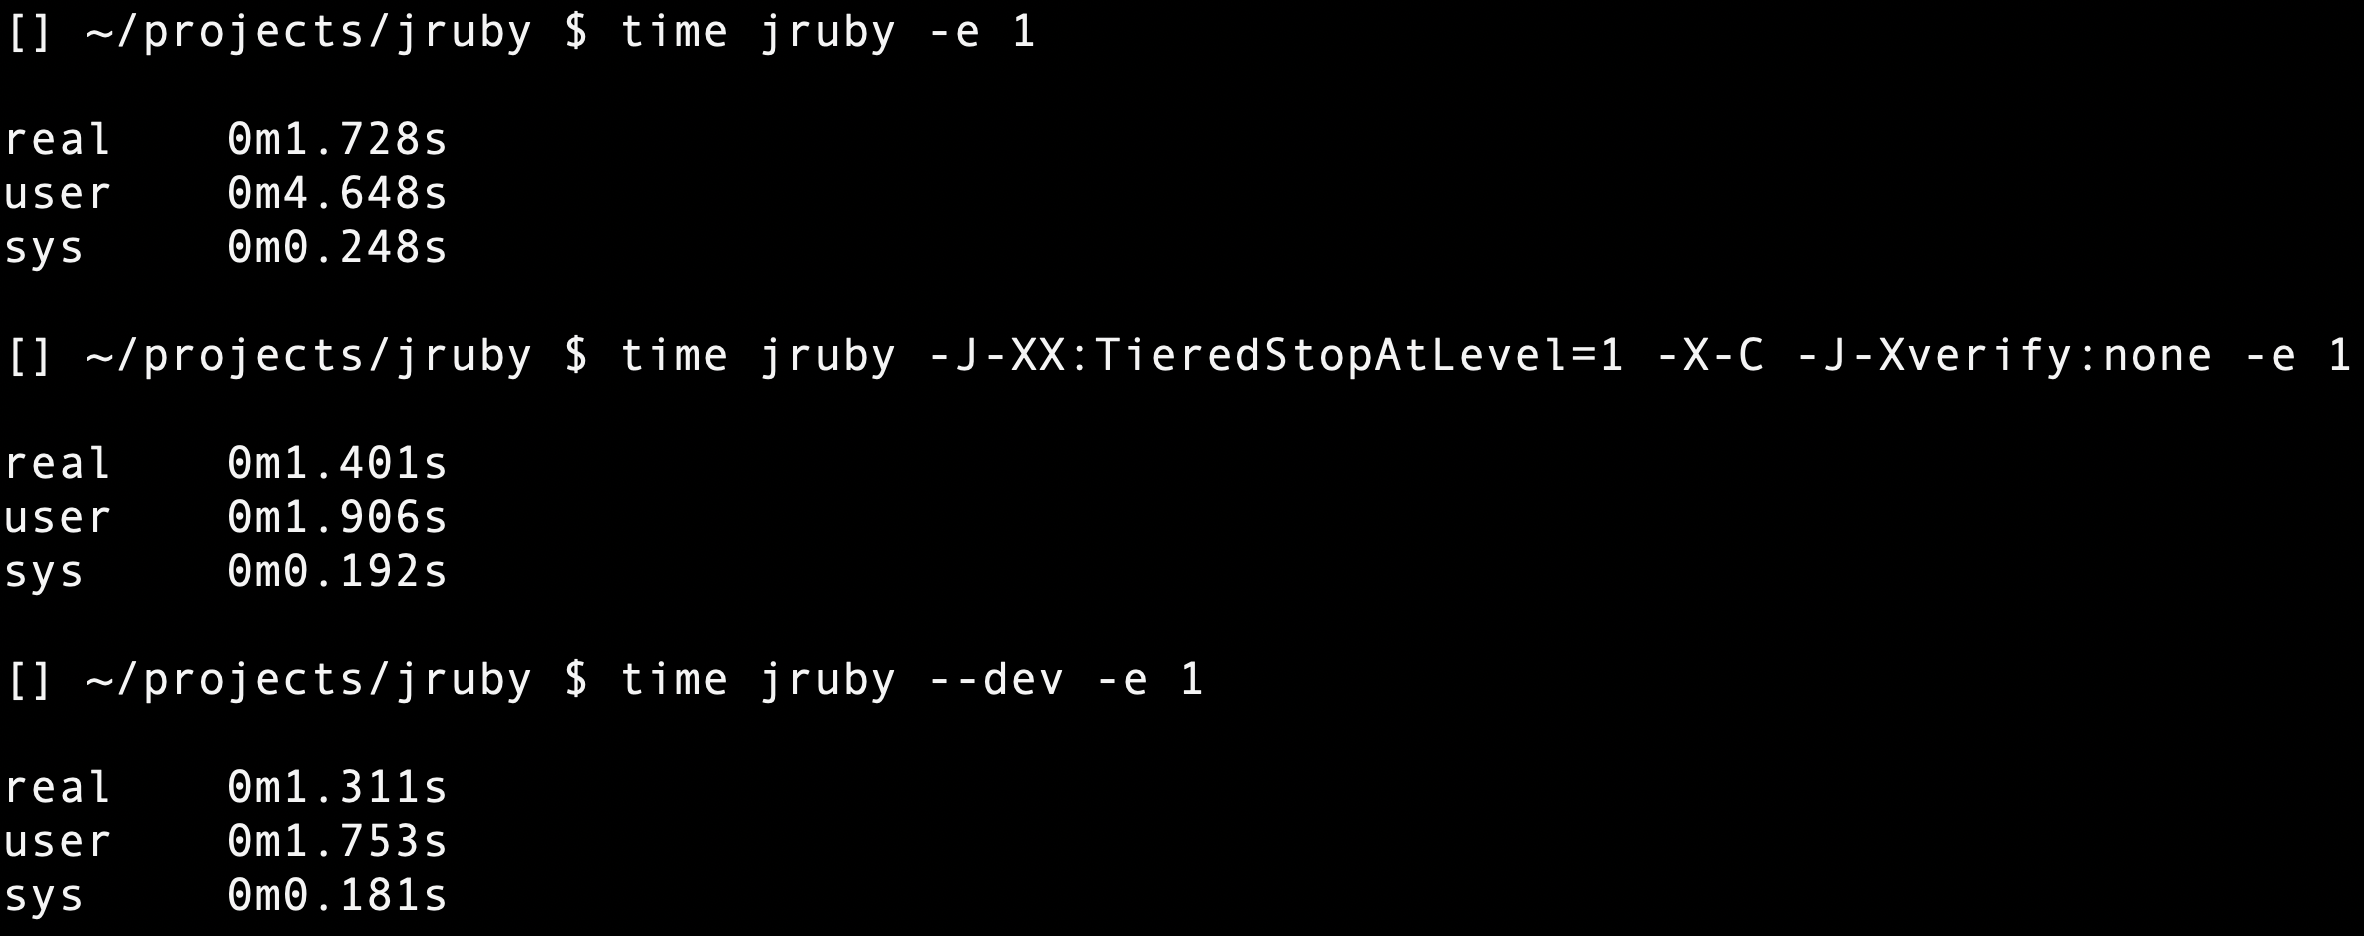 [] ~/projects/jruby $ time jruby -e 1
real 0m1.728s
user 0m4.648s
sys 0m0.248s
[] ~/projects/jruby $ time jruby -J-XX:TieredStopAtLevel=1 -X-C -J-Xverify:none -e 1
real 0m1.401s
user 0m1.906s
sys 0m0.192s
[] ~/projects/jruby $ time jruby --dev -e 1
real 0m1.311s
user 0m1.753s
sys 0m0.181s